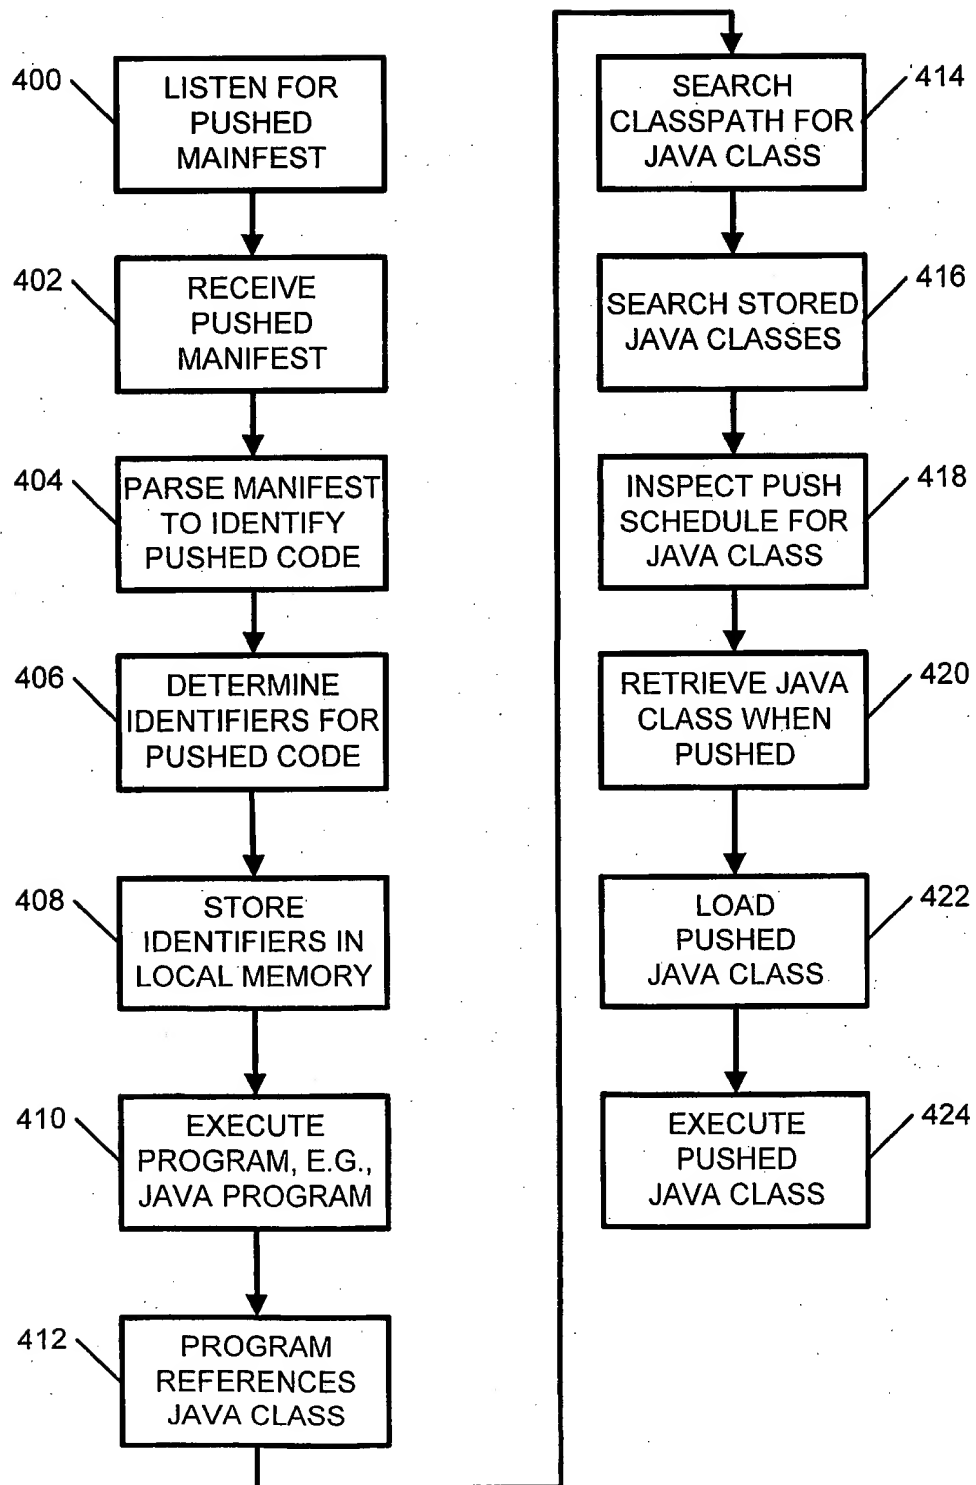 400
LISTEN FOR
PUSHED
MAINFEST
402
RECEIVE
PUSHED
MANIFEST
404
PARSE MANIFEST
TO IDENTIFY
PUSHED CODE
406
DETERMINE
IDENTIFIERS FOR
PUSHED CODE
408
STORE
IDENTIFIERS IN
LOCAL MEMORY
410
EXECUTE
PROGRAM, E.G.,
JAVA PROGRAM
412
PROGRAM
REFERENCES
JAVA CLASS
SEARCH
CLASSPATH FOR
JAVA CLASS
414
SEARCH STORED
JAVA CLASSES
416
INSPECT PUSH
SCHEDULE FOR
JAVA CLASS
418
RETRIEVE JAVA
CLASS WHEN
PUSHED
420
LOAD
PUSHED
JAVA CLASS
422
EXECUTE
PUSHED
JAVA CLASS
424